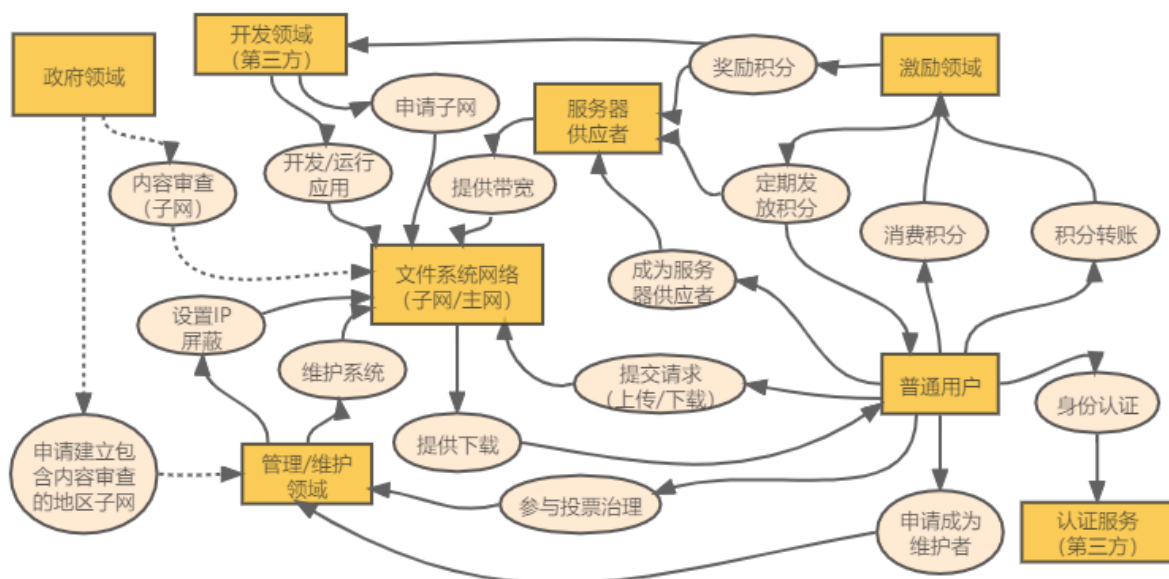 开发领域
（第三方）
政府领域
奖励积分
激励领域
申请子网
服务器
供应者
开发/运行
应用
内容审查
（子网）
提供带宽
定期发
放积分
消费积分
积分转账
文件系统网络
（子网/主网）
成为服务
器供应者
设置IP
屏蔽
维护系统
提交请求
（上传/下载）
普通用户
身份认证
申请建立包
含内容审查
的地区子网
管理/维护
领域
提供下载
参与投票治理
申请成为
维护者
认证服务
（第三方）